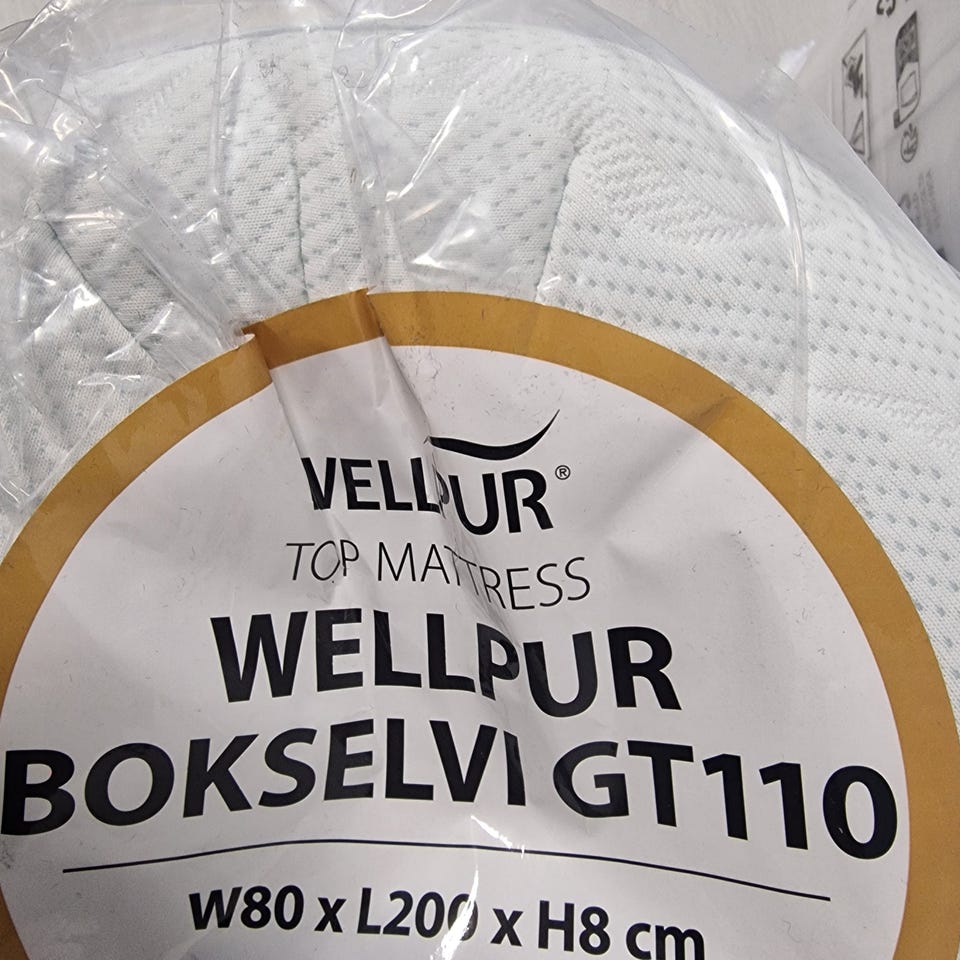 VELLPUR®
TOP MATTRESS
WELLPUR
BOKSELVI GT110
W80 x L200 x H8 cm